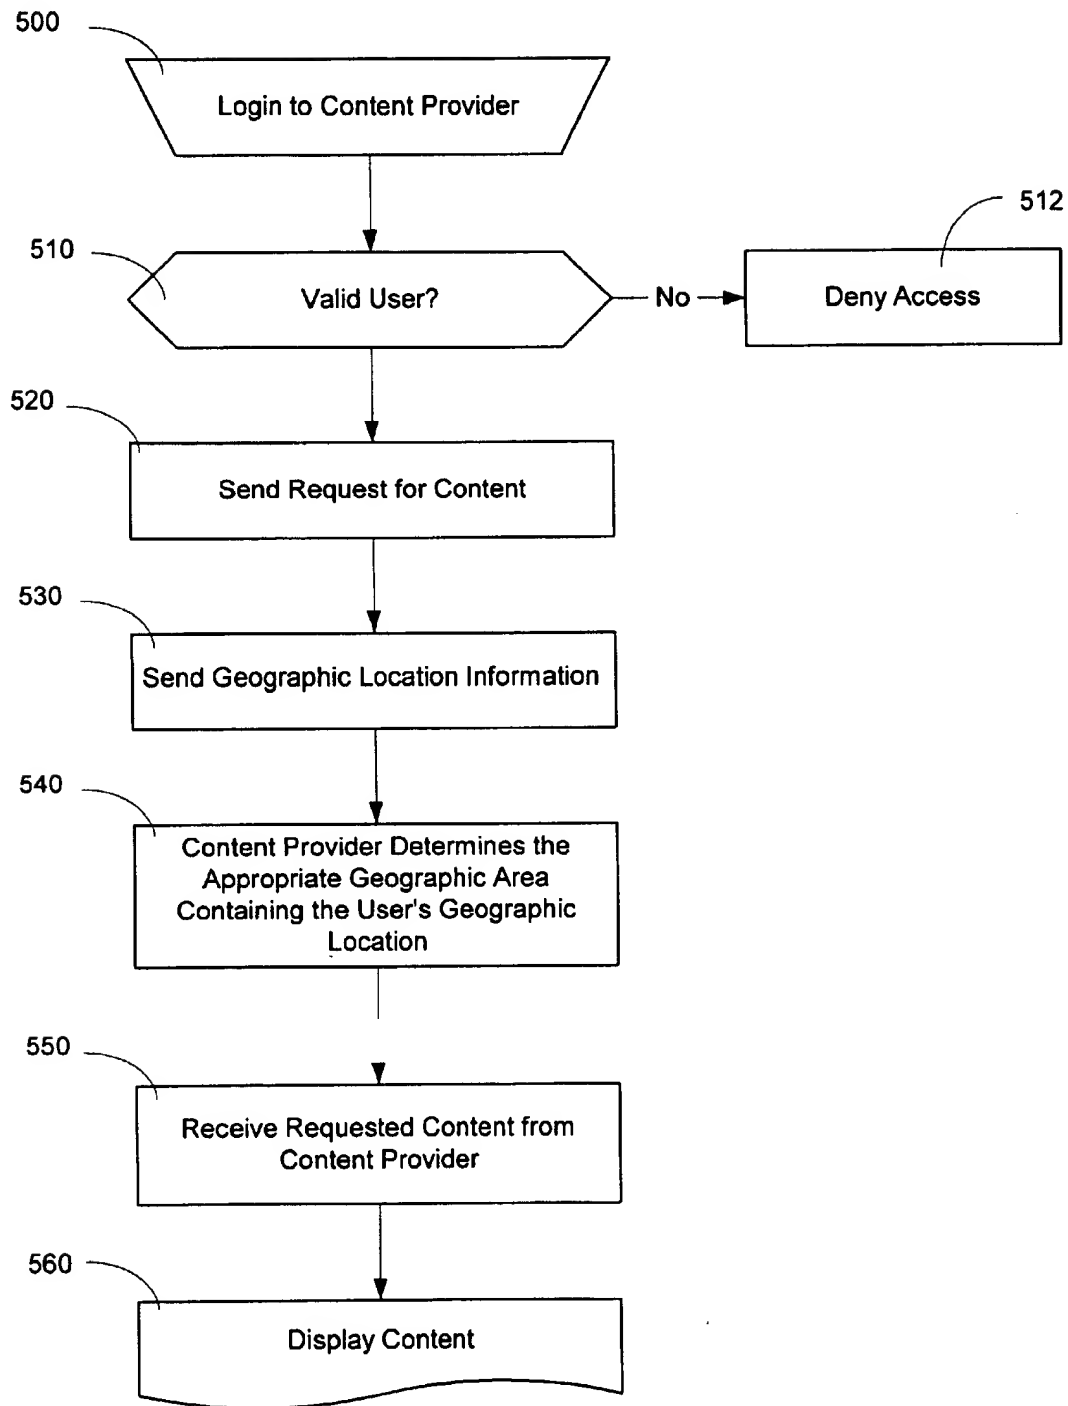 500
Login to Content Provider
512
510
Valid User?
No
Deny Access
520
Send Request for Content
530
Send Geographic Location Information
540
Content Provider Determines the
Appropriate Geographic Area
Containing the User's Geographic
Location
550
Receive Requested Content from
Content Provider
560
Display Content